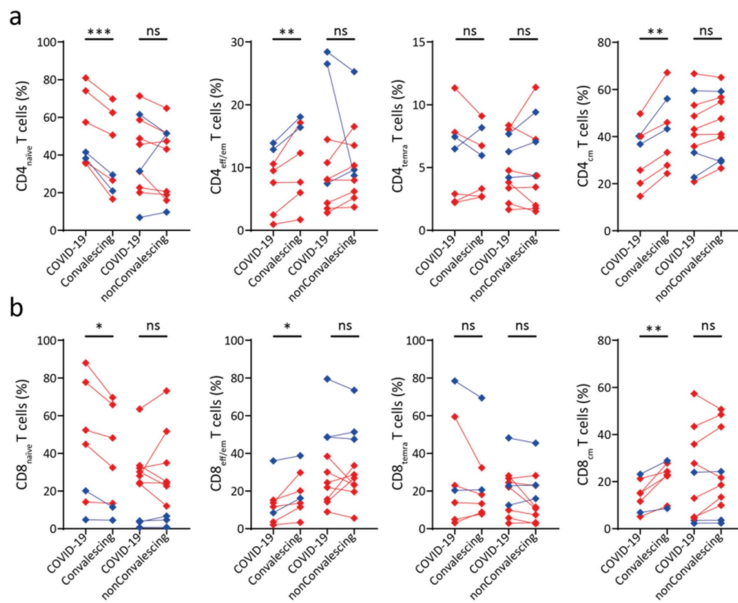 a
*** ns
CD4naïve T cells (%)
100
80
60
40
20
0
COVID-19
Convalescing
COVID-19
nonConvalescing
** ns
CD4eff/em T cells (%)
30
20
10
0
COVID-19
Convalescing
COVID-19
nonConvalescing
ns ns
CD4temra T cells (%)
15
10
5
0
COVID-19
Convalescing
COVID-19
nonConvalescing
** ns
CD4cm T cells (%)
80
60
40
20
0
COVID-19
Convalescing
COVID-19
nonConvalescing
b
* ns
CD8naïve T cells (%)
100
80
60
40
20
0
COVID-19
Convalescing
COVID-19
nonConvalescing
* ns
CD8eff/em T cells (%)
100
80
60
40
20
0
COVID-19
Convalescing
COVID-19
nonConvalescing
ns ns
CD8temra T cells (%)
100
80
60
40
20
0
COVID-19
Convalescing
COVID-19
nonConvalescing
** ns
CD8cm T cells (%)
80
60
40
20
0
COVID-19
Convalescing
COVID-19
nonConvalescing